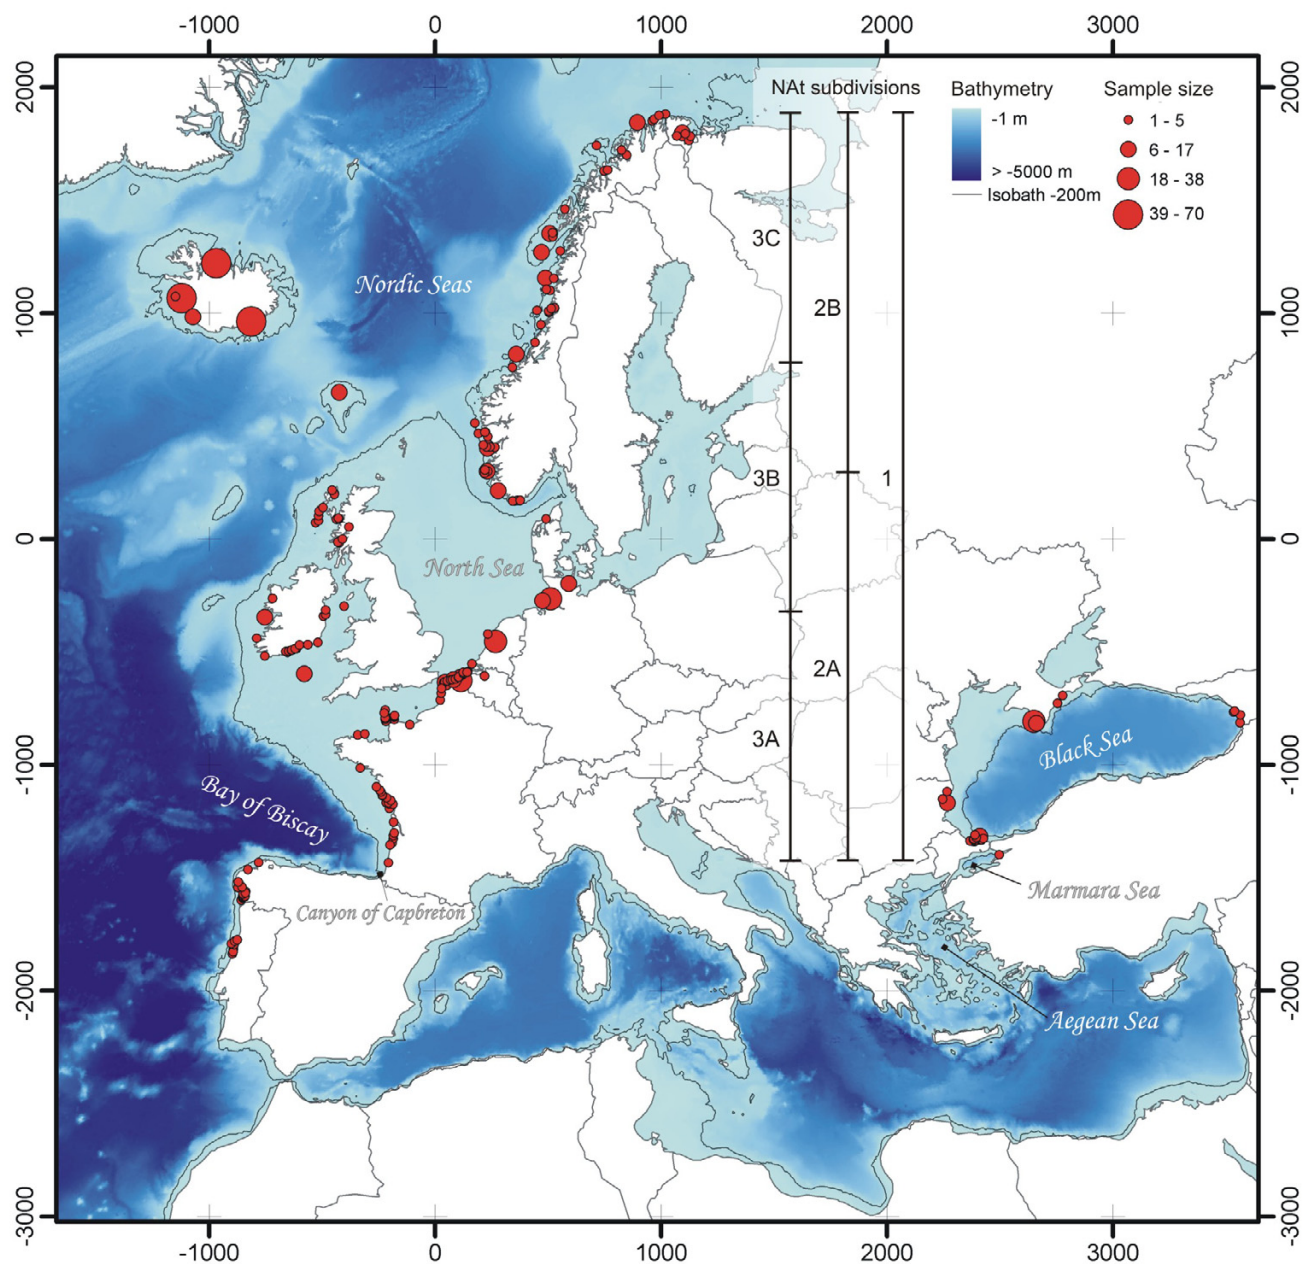 -1000 0 1000 2000 3000
2000 2000
NAt subdivisions
Bathymetry
-1 m
> -5000 m
Isobath -200m
Sample size
1 - 5
6 - 17
18 - 38
39 - 70
3C
Nordic Seas
2B
1000 1000
3B
1
0 0
North Sea
2A
3A
Black Sea
-1000 -1000
Bay of Biscay
Marmara Sea
Canyon of Capbreton
-2000 -2000
Aegean Sea
-3000 -3000
-1000 0 1000 2000 3000